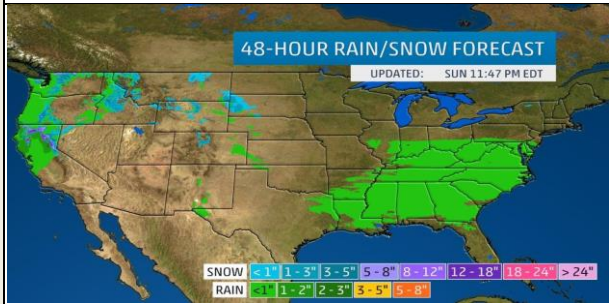 48-HOUR RAIN/SNOW FORECAST
UPDATED: SUN 11:47 PM EDT
SNOW <1" 1 - 3" 3 - 5" 5 - 8" 8 - 12" 12 - 18" 18 - 24" > 24"
RAIN <1" 1 - 2" 2 - 3" 3 - 5" 5 - 8"